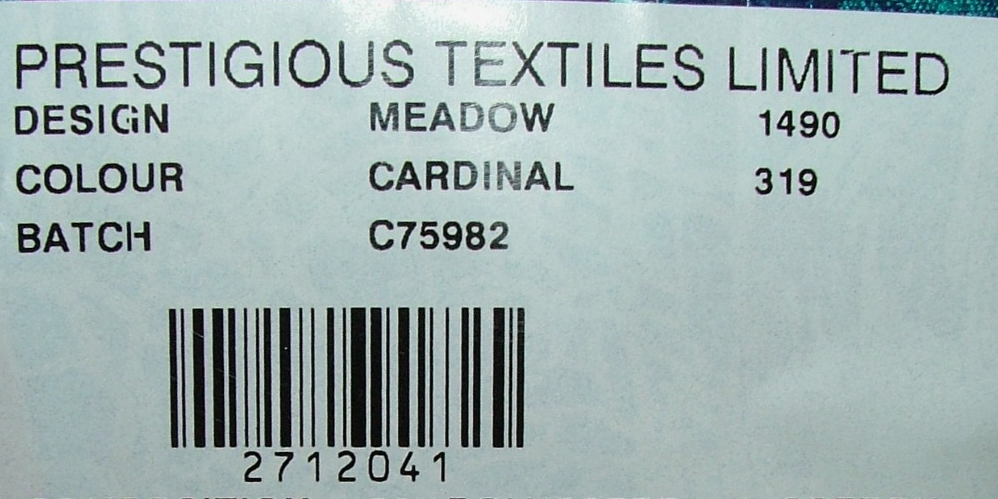 PRESTIGIOUS TEXTILES LIMITED
DESIGN MEADOW 1490
COLOUR CARDINAL 319
BATCH C75982
2712041